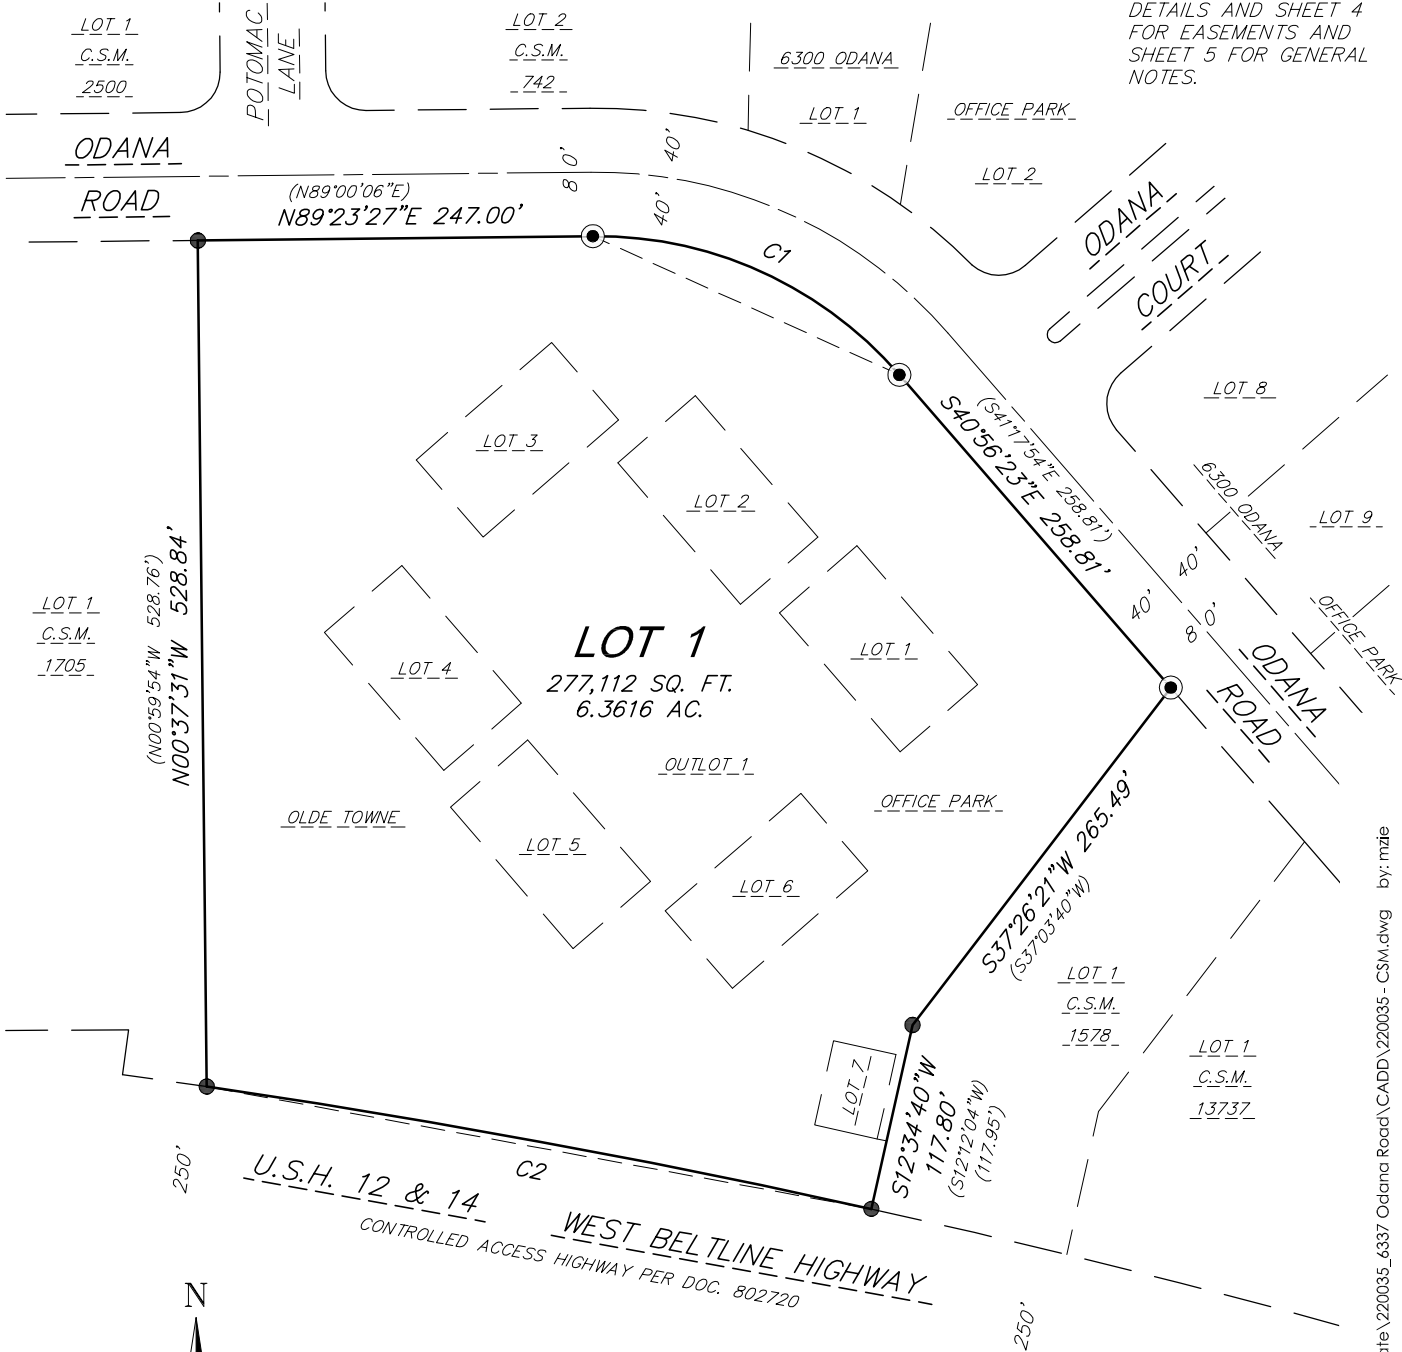 LOT 1
C.S.M.
2500
POTOMAC
LANE
LOT 2
C.S.M.
742
6300 ODANA
LOT 1
OFFICE PARK
LOT 2
DETAILS AND SHEET 4
FOR EASEMENTS AND
SHEET 5 FOR GENERAL
NOTES.
ODANA
ROAD
80'
40'
40'
(N89°00'06"E)
N89°23'27"E 247.00'
C1
ODANA
COURT
LOT 8
6300 ODANA
LOT 9
OFFICE PARK
(S41°17'54"E 258.81')
S40°56'23"E 258.81'
40'
40'
80'
ODANA
ROAD
LOT 3
LOT 2
LOT 1
LOT 4
LOT 1
277,112 SQ. FT.
6.3616 AC.
OUTLOT 1
OLDE TOWNE
OFFICE PARK
LOT 5
LOT 6
LOT 7
LOT 1
C.S.M.
1705
(N00°59'54"W 528.76')
N00°37'31"W 528.84'
S37°26'21"W 265.49'
(S37°03'40"W)
LOT 1
C.S.M.
1578
LOT 1
C.S.M.
13737
S12°34'40"W
117.80'
(S12°12'04"W)
(117.95')
250'
C2
U.S.H. 12 & 14
WEST BELTLINE HIGHWAY
CONTROLLED ACCESS HIGHWAY PER DOC. 802720
250'
N
ate\220035_6337 Odana Road\CADD\220035 - CSM.dwg by: mzie